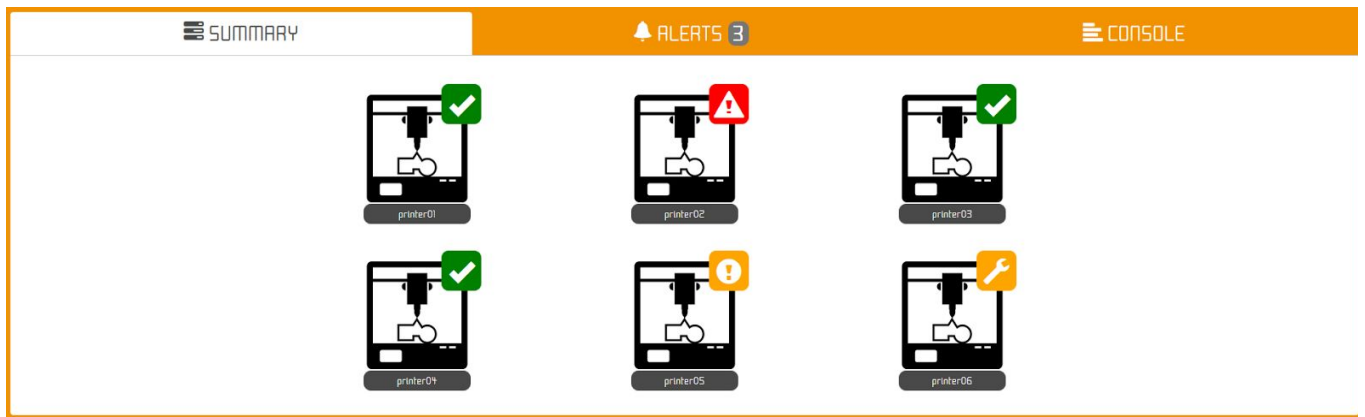 SUMMARY
ALERTS 3
CONSOLE
printer01
printer02
printer03
printer04
printer05
printer06